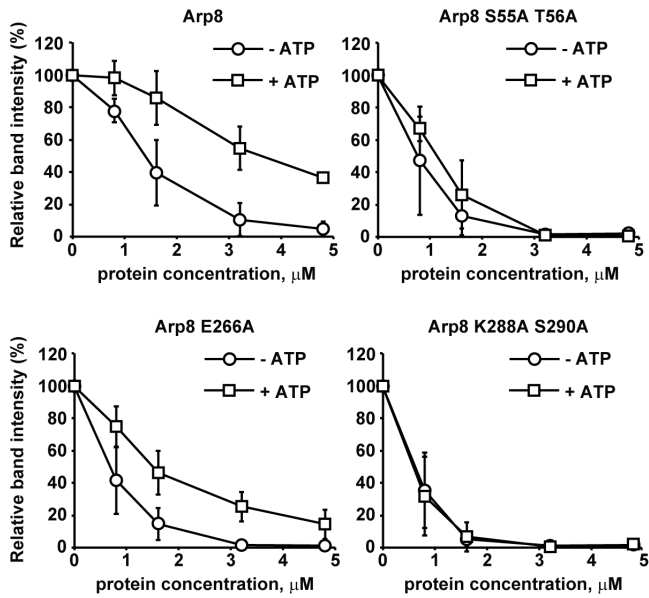 Arp8
Relative band intensity (%)
120
100
80
60
40
20
0
- ATP
+ ATP
0 1 2 3 4 5
protein concentration, μM
Arp8 S55A T56A
120
100
80
60
40
20
0
- ATP
+ ATP
0 1 2 3 4 5
protein concentration, μM
Arp8 E266A
Relative band intensity (%)
120
100
80
60
40
20
0
- ATP
+ ATP
0 1 2 3 4 5
protein concentration, μM
Arp8 K288A S290A
120
100
80
60
40
20
0
- ATP
+ ATP
0 1 2 3 4 5
protein concentration, μM